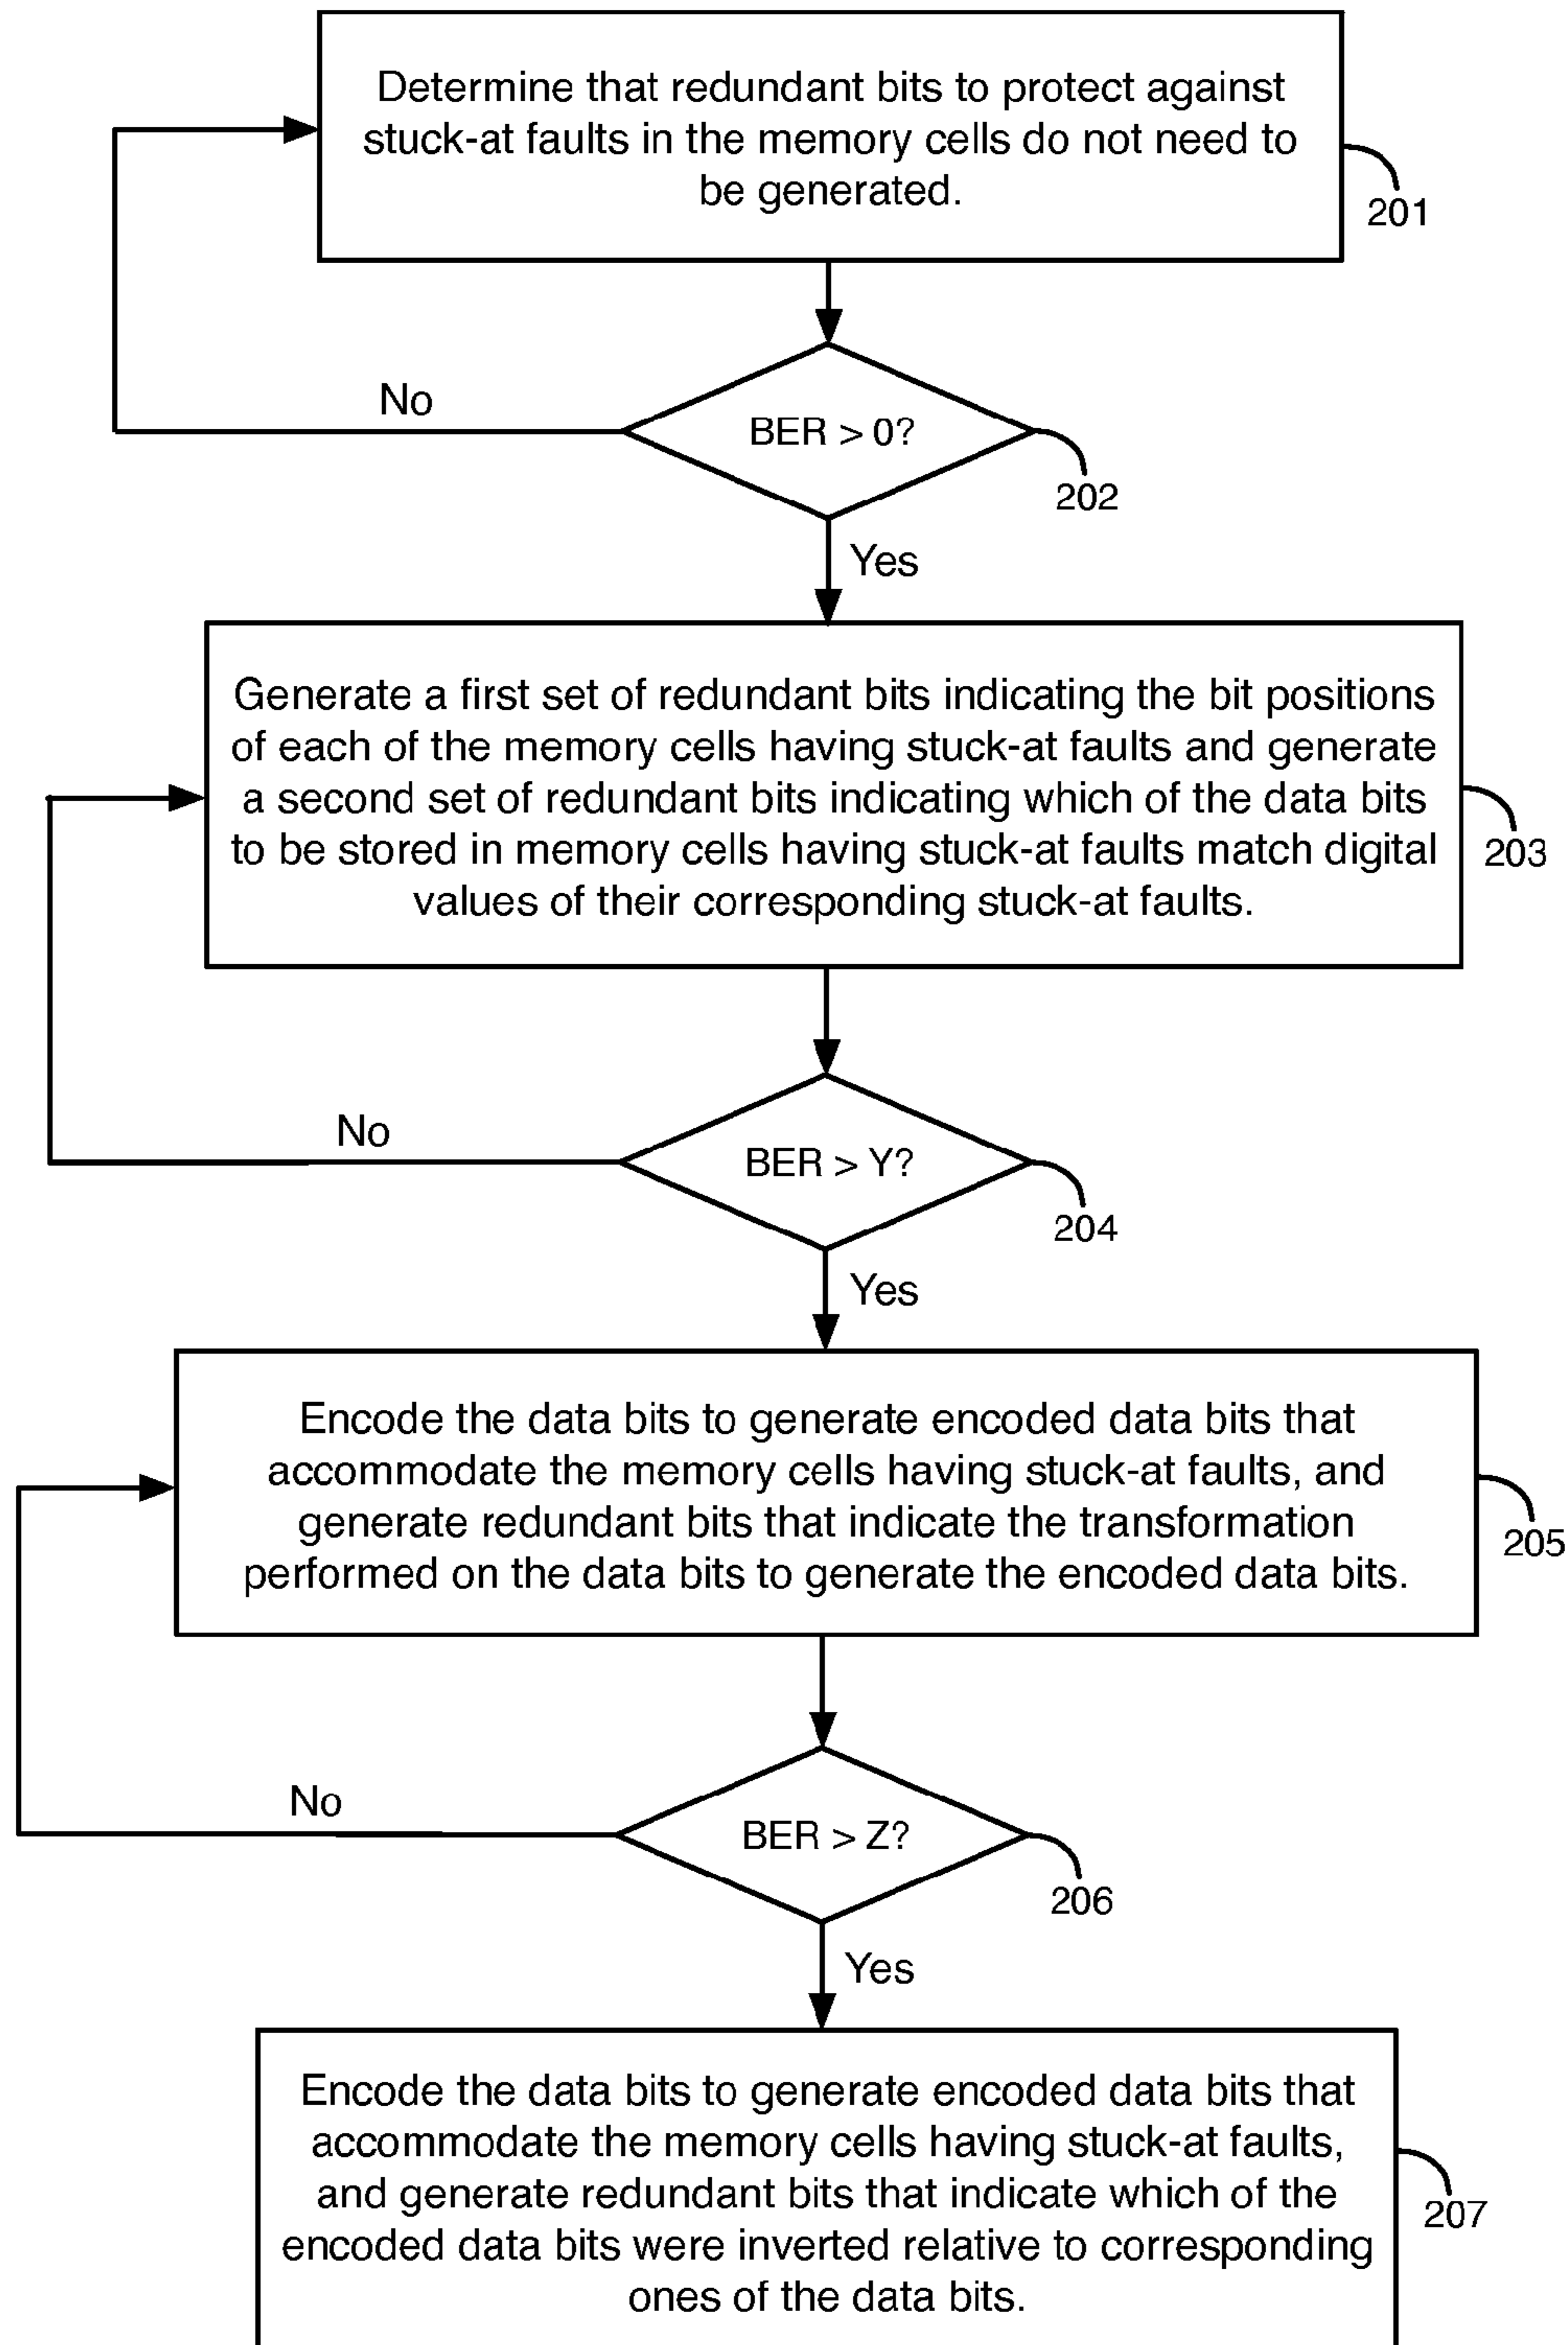 Determine that redundant bits to protect against
stuck-at faults in the memory cells do not need to
be generated.
201
No
BER > 0?
202
Yes
Generate a first set of redundant bits indicating the bit positions
of each of the memory cells having stuck-at faults and generate
a second set of redundant bits indicating which of the data bits
to be stored in memory cells having stuck-at faults match digital
values of their corresponding stuck-at faults.
203
No
BER > Y?
204
Yes
Encode the data bits to generate encoded data bits that
accommodate the memory cells having stuck-at faults, and
generate redundant bits that indicate the transformation
performed on the data bits to generate the encoded data bits.
205
No
BER > Z?
206
Yes
Encode the data bits to generate encoded data bits that
accommodate the memory cells having stuck-at faults,
and generate redundant bits that indicate which of the
encoded data bits were inverted relative to corresponding
ones of the data bits.
207